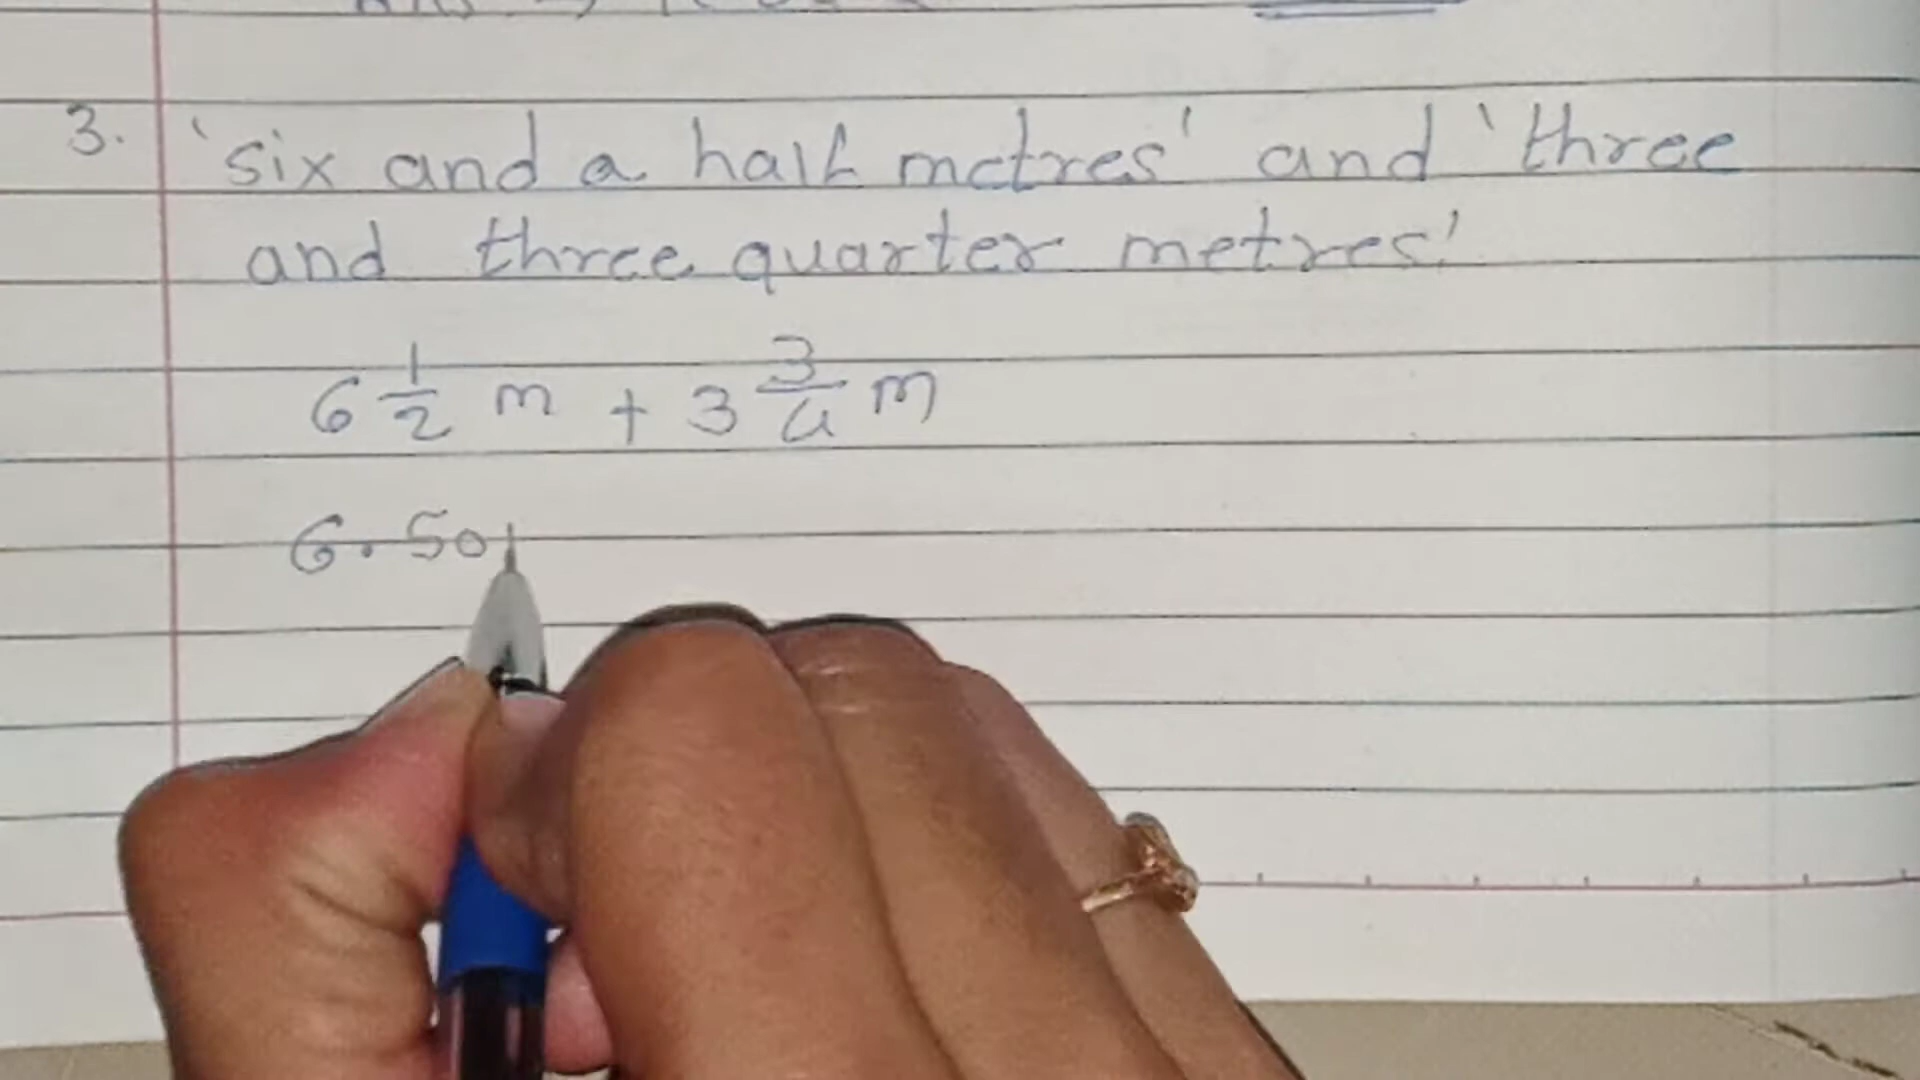 3. 'six and a half metres' and 'three
and three quarter metres'
6 1/2 m + 3 3/4 m
6.50